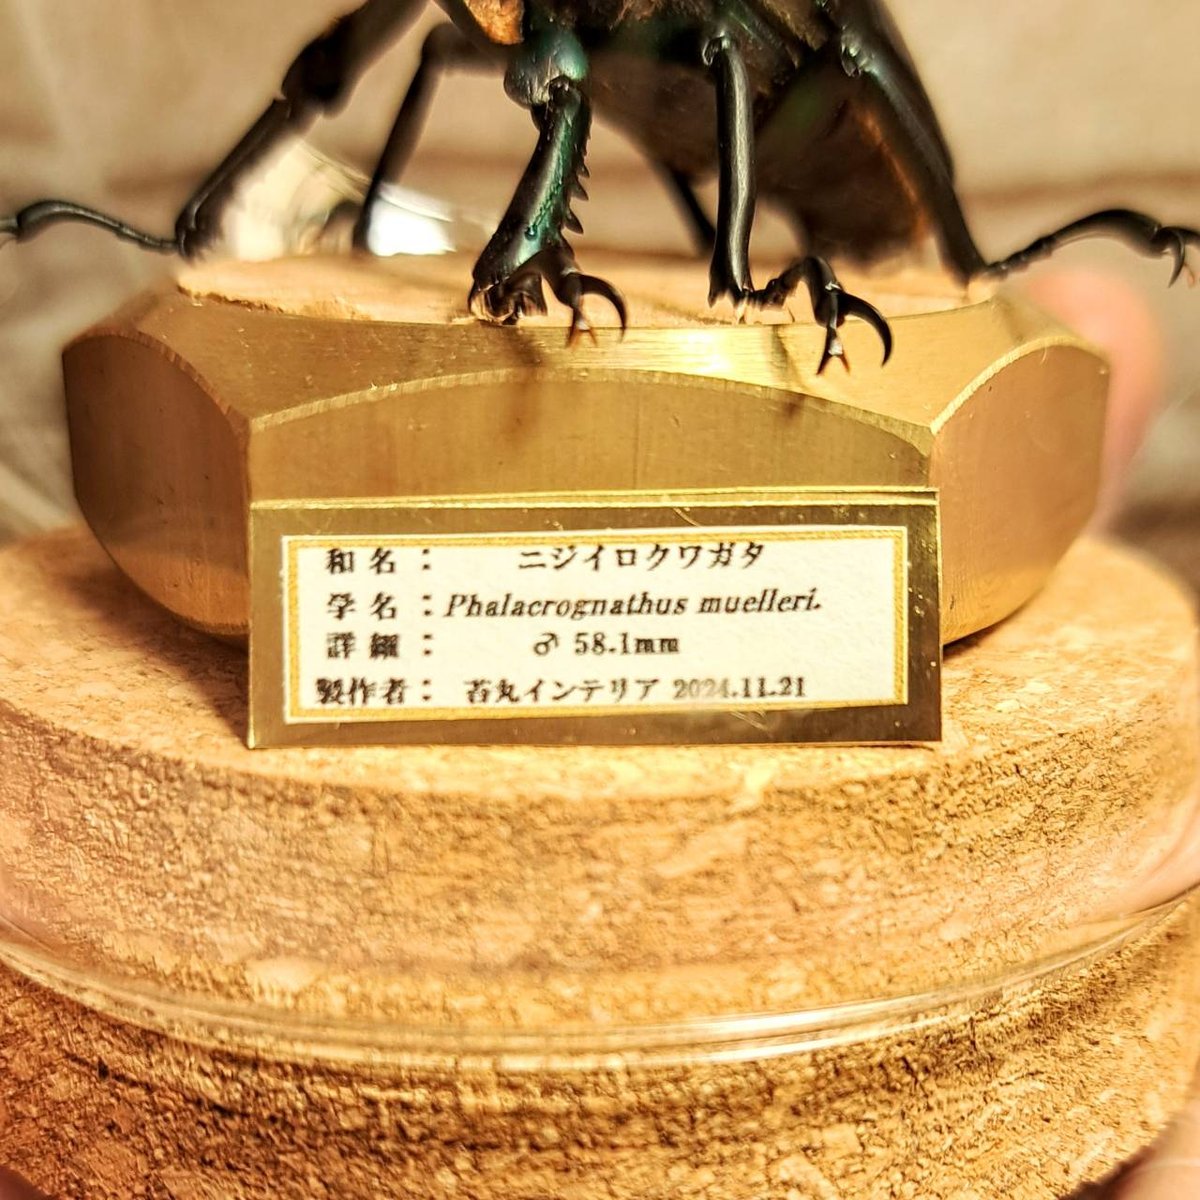 和名： ニジイロクワガタ
学名：Phalacrognathus muelleri.
詳細： ♂ 58.1mm
製作者： 苔丸インテリア 2024.11.21